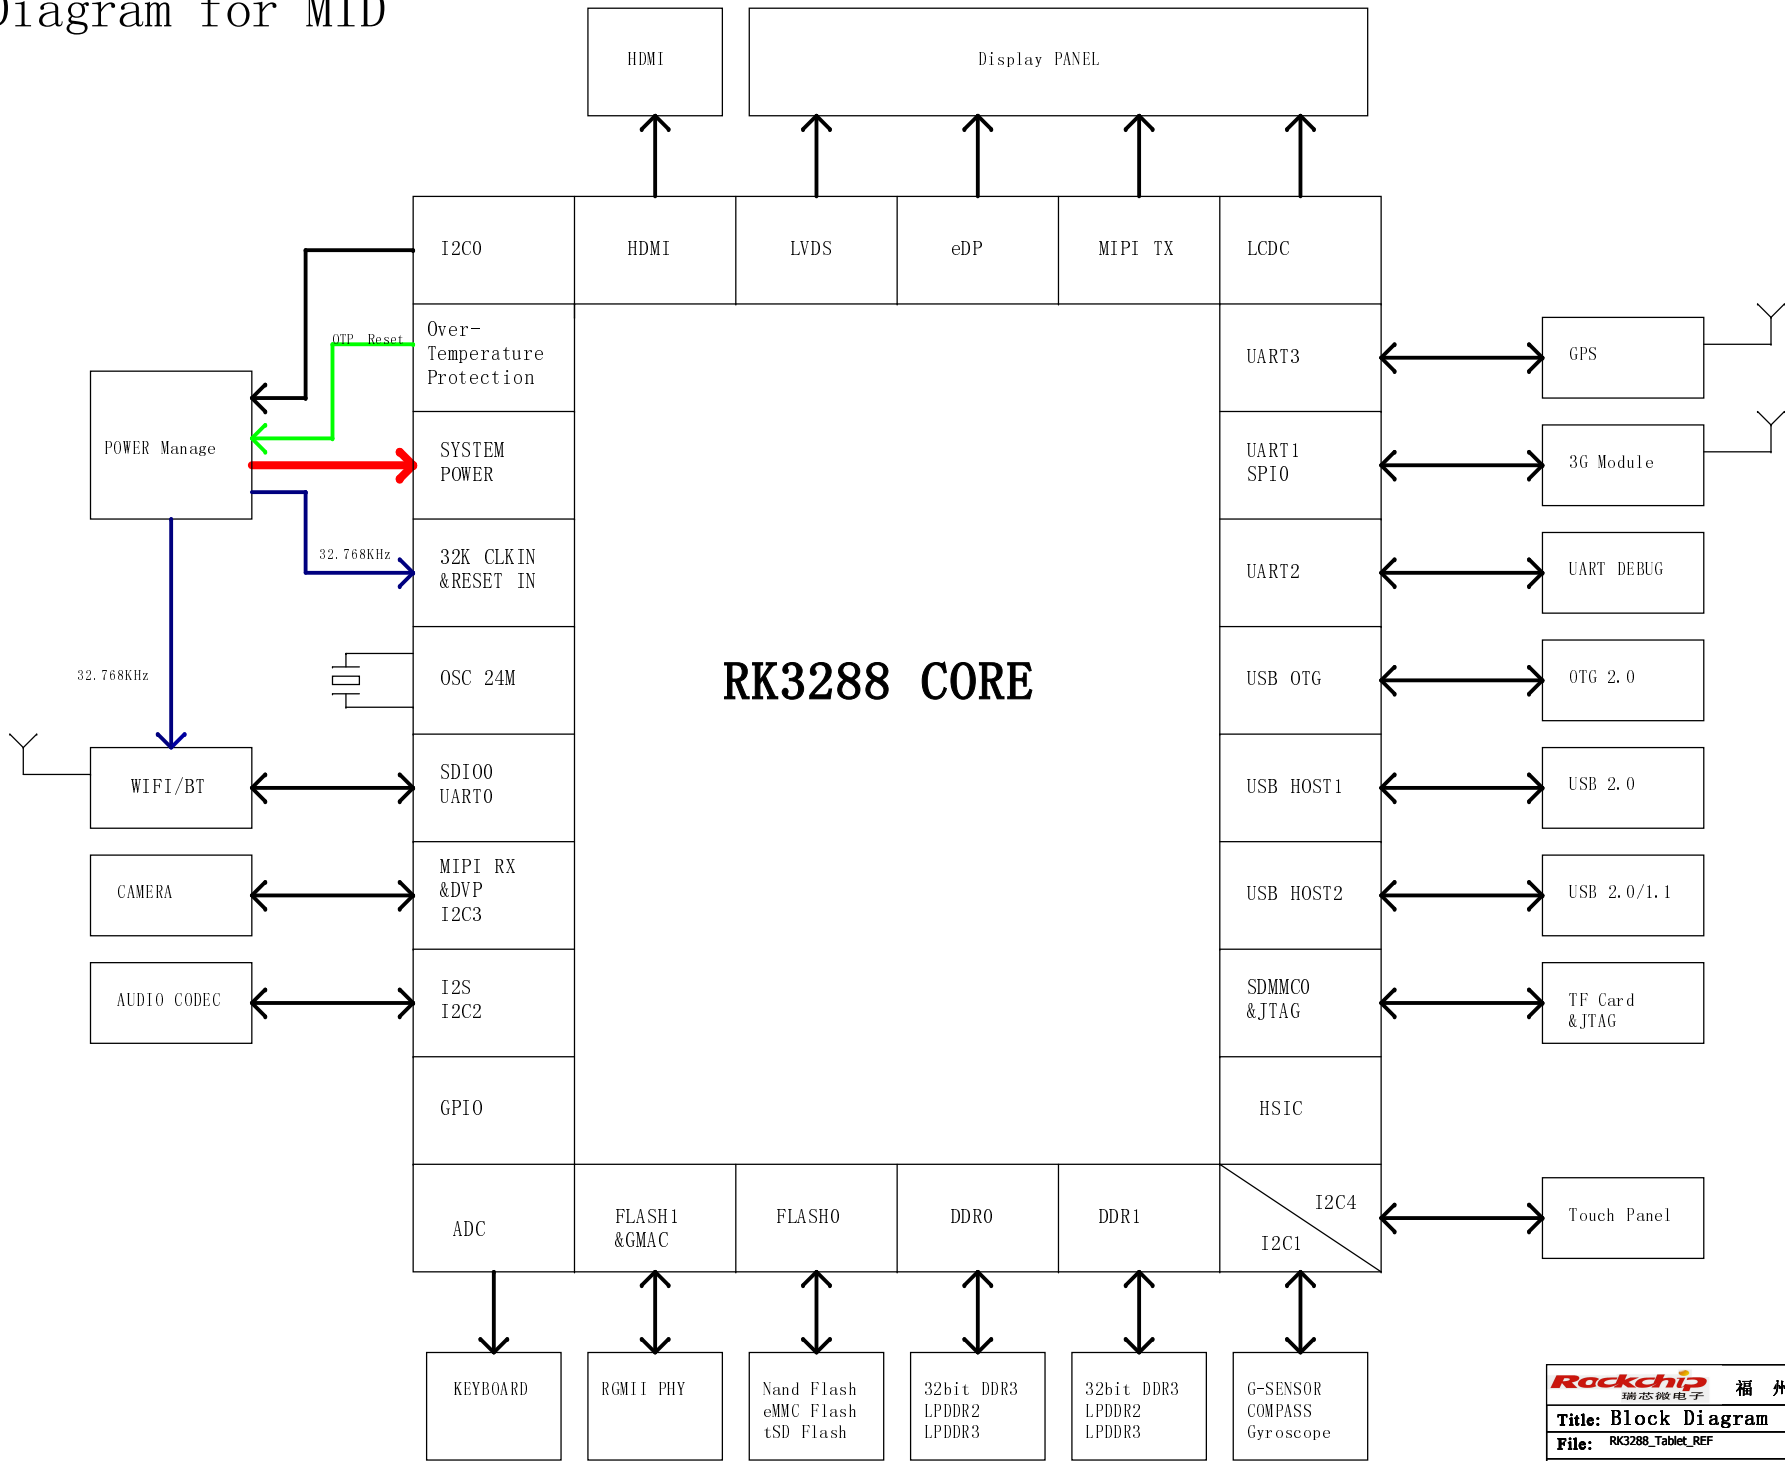 Diagram for MID
HDMI
Display PANEL
I2C0
HDMI
LVDS
eDP
MIPI TX
LCDC
OTP Reset
Over-
Temperature
Protection
UART3
GPS
POWER Manage
SYSTEM
POWER
UART1
SPI0
3G Module
32.768KHz
32K CLKIN
&RESET IN
UART2
UART DEBUG
32.768KHz
OSC 24M
RK3288 CORE
USB OTG
OTG 2.0
WIFI/BT
SDIO0
UART0
USB HOST1
USB 2.0
CAMERA
MIPI RX
&DVP
I2C3
USB HOST2
USB 2.0/1.1
AUDIO CODEC
I2S
I2C2
SDMMC0
&JTAG
TF Card
&JTAG
GPIO
HSIC
ADC
FLASH1
&GMAC
FLASH0
DDR0
DDR1
I2C4
I2C1
Touch Panel
KEYBOARD
RGMII PHY
Nand Flash
eMMC Flash
tSD Flash
32bit DDR3
LPDDR2
LPDDR3
32bit DDR3
LPDDR2
LPDDR3
G-SENSOR
COMPASS
Gyroscope
Rockchip
瑞芯微电子
福 州
Title: Block Diagram
File: RK3288_Tablet_REF